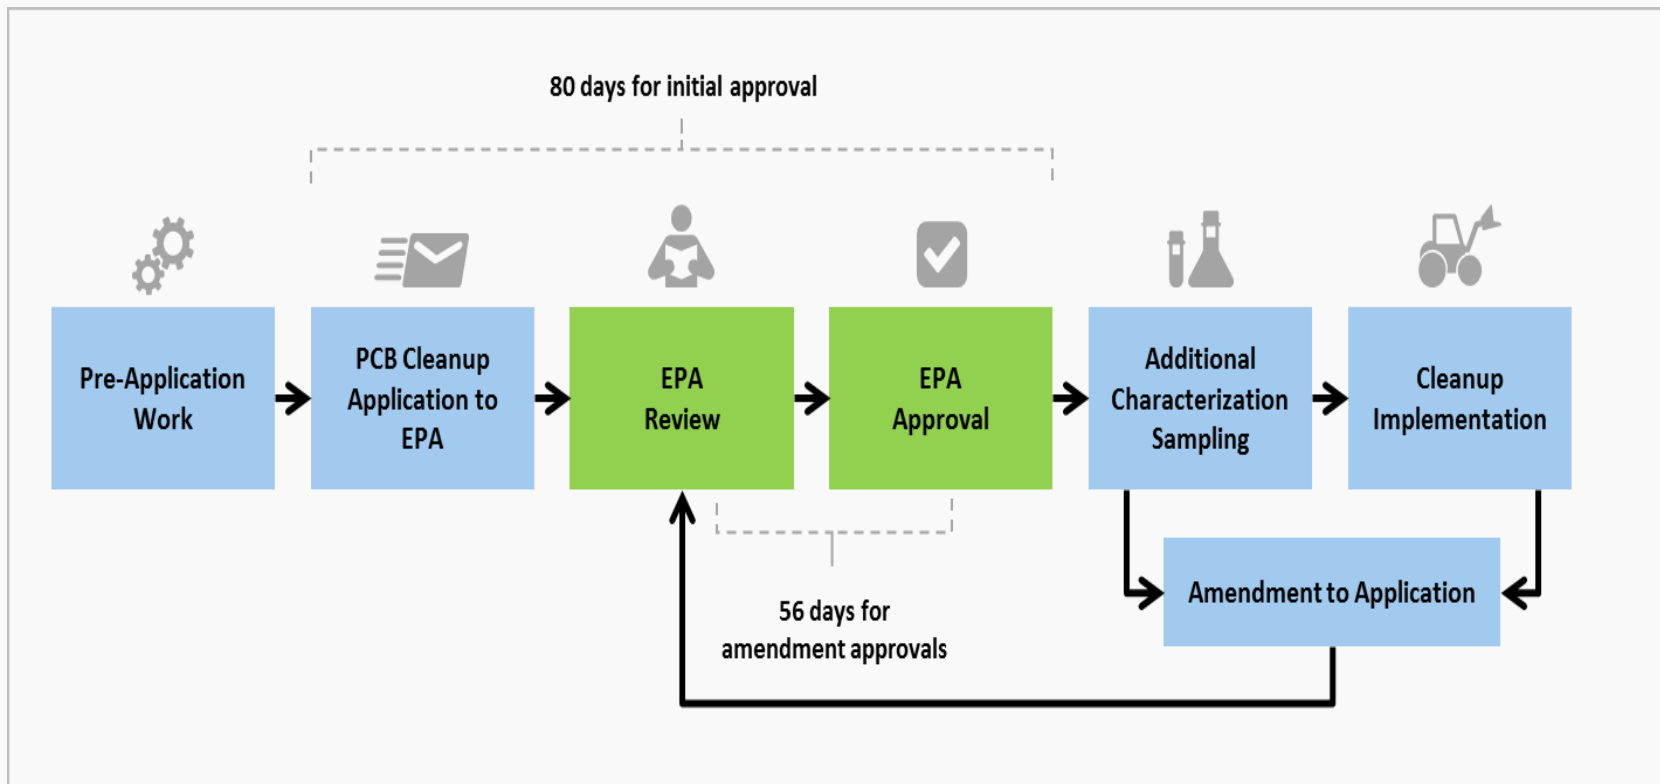 80 days for initial approval
Pre-Application
Work
PCB Cleanup
Application to
EPA
EPA
Review
EPA
Approval
Additional
Characterization
Sampling
Cleanup
Implementation
Amendment to Application
56 days for
amendment approvals